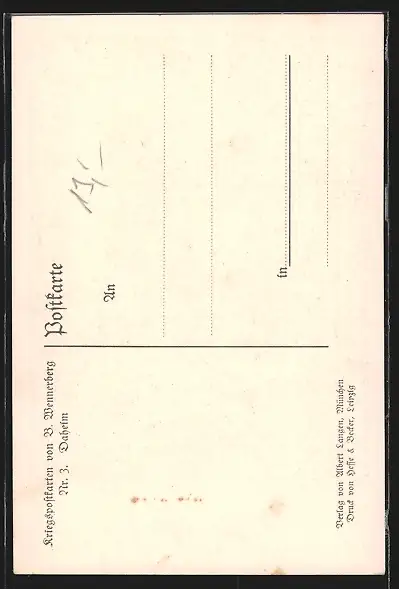 Kriegspostkarten von B. Wennerberg
Nr. 3. Daheim
Postkarte
An
in
Verlag von Albert Langen, München
Druck von Hesse & Becker, Leipzig